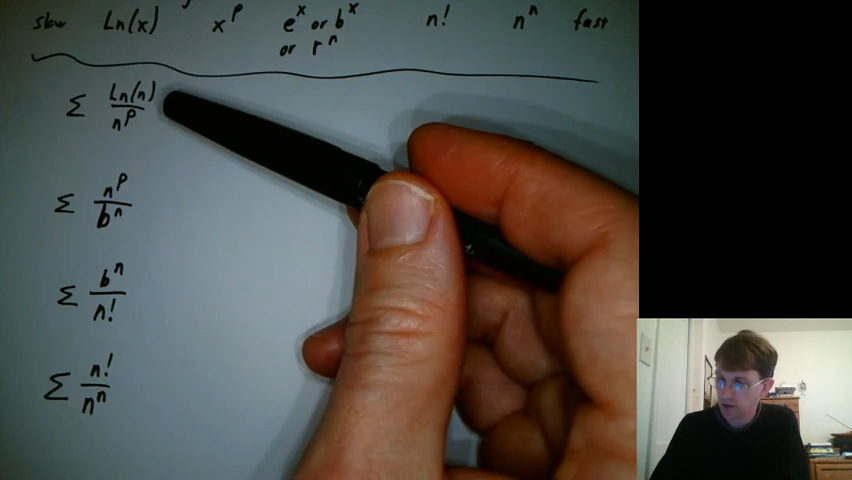 slow Ln(x) x^p e^x or b^x n! n^n fast
or r^n
Σ Ln(n)/n^p
Σ n^p/b^n
Σ b^n/n!
Σ n!/n^n